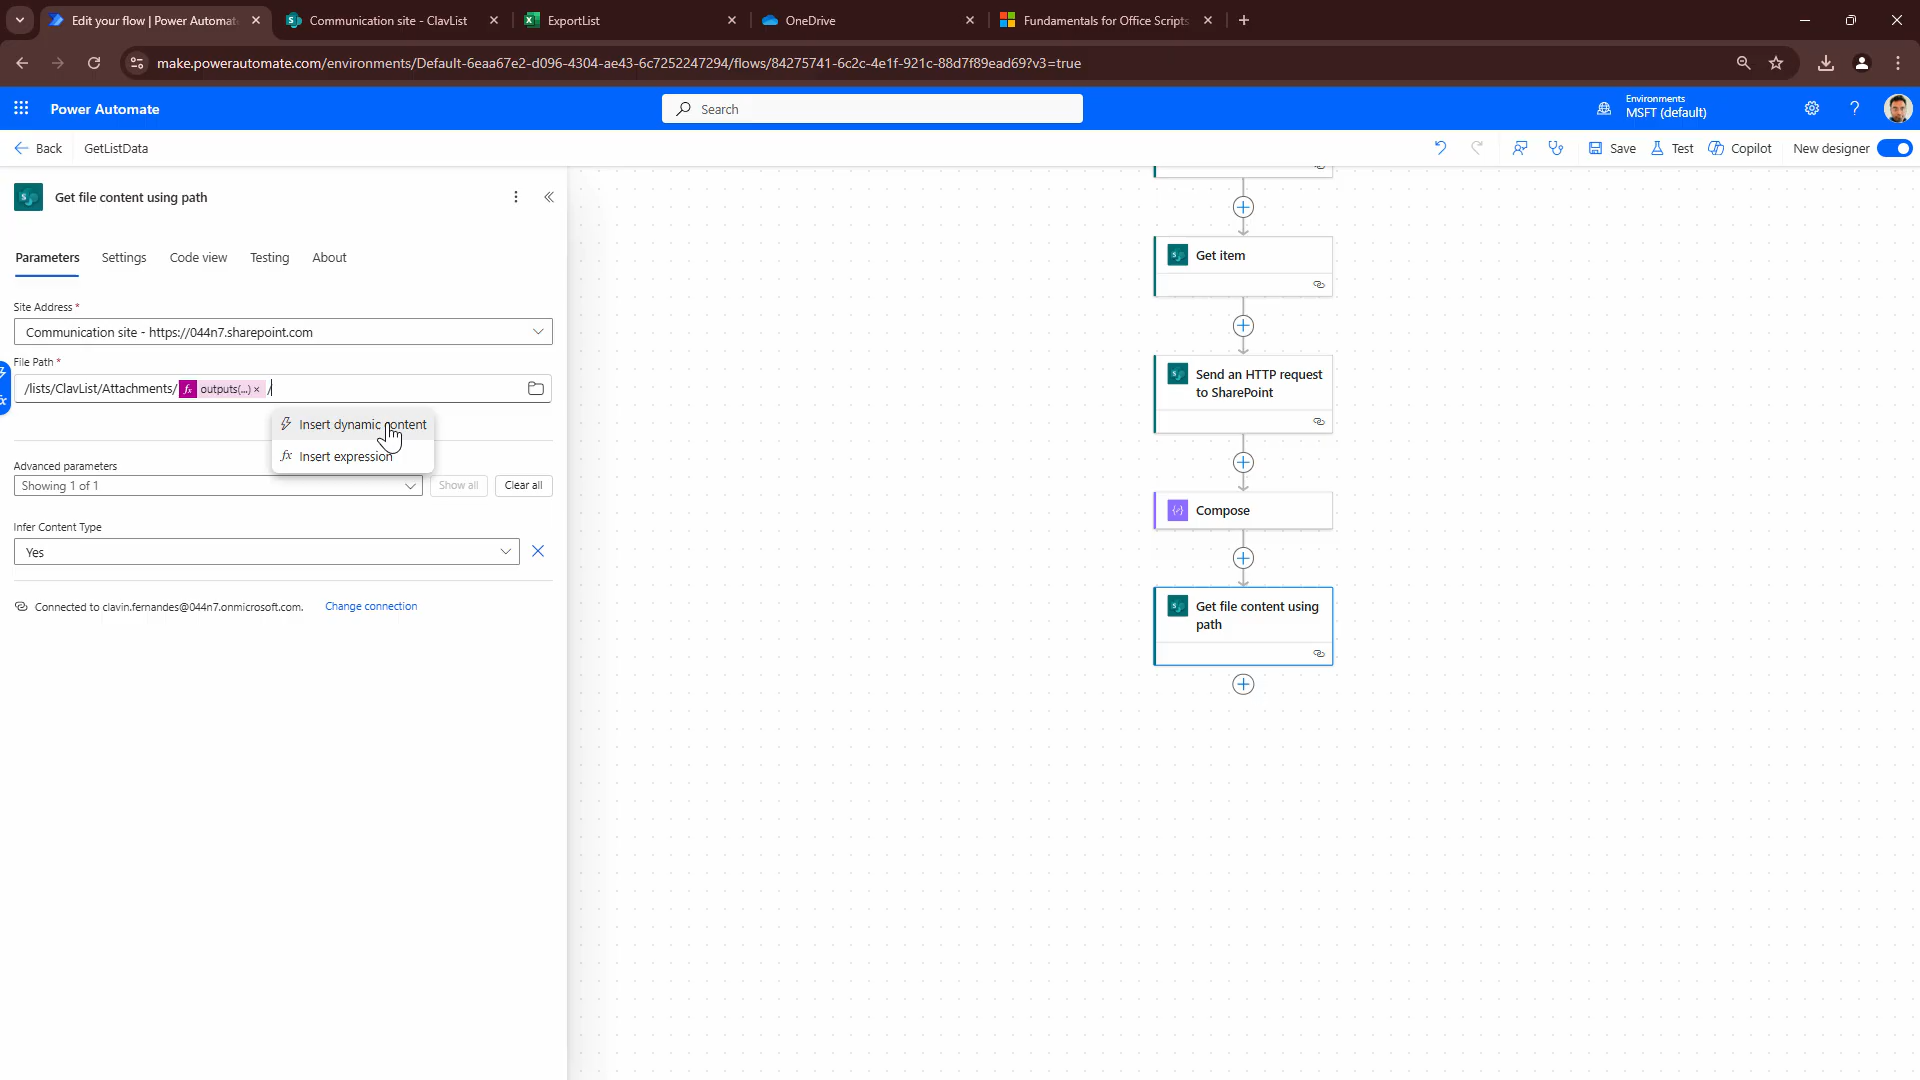 Edit your flow | Power Automate
Communication site - ClavList
ExportList
OneDrive
Fundamentals for Office Scripts
make.powerautomate.com/environments/Default-6eaa67e2-d096-4304-ae43-6c7252247294/flows/84275741-6c2c-4e1f-921c-88d7f89ead69?v3=true
Power Automate
Search
Environments
MSFT (default)
Back
GetListData
Save
Test
Copilot
New designer
Get file content using path
Parameters
Settings
Code view
Testing
About
Site Address *
Communication site - https://044n7.sharepoint.com
File Path *
/lists/ClavList/Attachments/ fx outputs(...) × /
Insert dynamic content
fx Insert expression
Advanced parameters
Showing 1 of 1
Show all
Clear all
Infer Content Type
Yes
Connected to clavin.fernandes@044n7.onmicrosoft.com.
Change connection
Get item
Send an HTTP request
to SharePoint
Compose
Get file content using
path